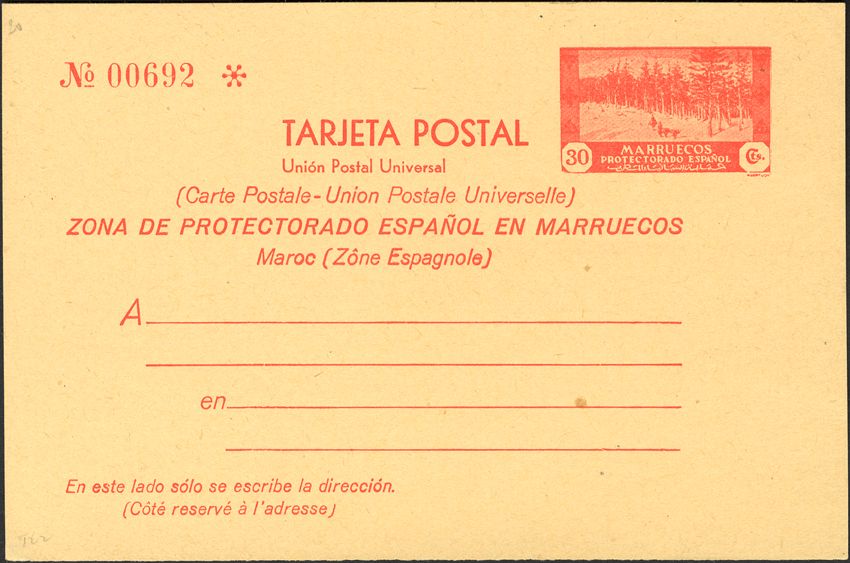 30
Nº 00692 *
TARJETA POSTAL
Unión Postal Universal
(Carte Postale - Union Postale Universelle)
ZONA DE PROTECTORADO ESPAÑOL EN MARRUECOS
Maroc (Zône Espagnole)
30 MARRUECOS Cts.
PROTECTORADO ESPAÑOL
A
en
En este lado sólo se escribe la dirección.
(Côté reservé à l'adresse)